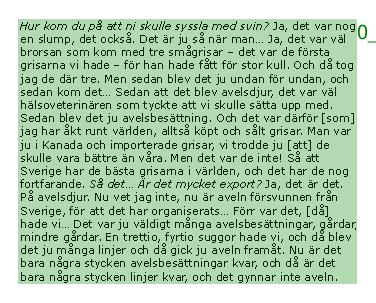 Hur kom du på att ni skulle syssla med svin? Ja, det var nog
en slump, det också. Det är ju så när man... Ja, det var väl
brorsan som kom med tre smågrisar – det var de första
grisarna vi hade – för han hade fått för stor kull. Och då tog
jag de där tre. Men sedan blev det ju undan för undan, och
sedan kom det... Sedan att det blev avelsdjur, det var väl
hälsoveterinären som tyckte att vi skulle sätta upp med.
Sedan blev det ju avelsbesättning. Och det var därför [som]
jag har åkt runt världen, alltså köpt och sålt grisar. Man var
ju i Kanada och importerade grisar, vi trodde ju [att] de
skulle vara bättre än våra. Men det var de inte! Så att
Sverige har de bästa grisarna i världen, och det har de nog
fortfarande. Så det... Är det mycket export? Ja, det är det.
På avelsdjur. Nu vet jag inte, nu är aveln försvunnen från
Sverige, för att det har organiserats... Förr var det, [då]
hade vi... Det var ju väldigt många avelsbesättningar, gårdar,
mindre gårdar. En trettio, fyrtio suggor hade vi, och då blev
det ju många linjer och då gick ju aveln framåt. Nu är det
bara några stycken avelsbesättningar kvar, och då är det
bara några stycken linjer kvar, och det gynnar inte aveln.
0_